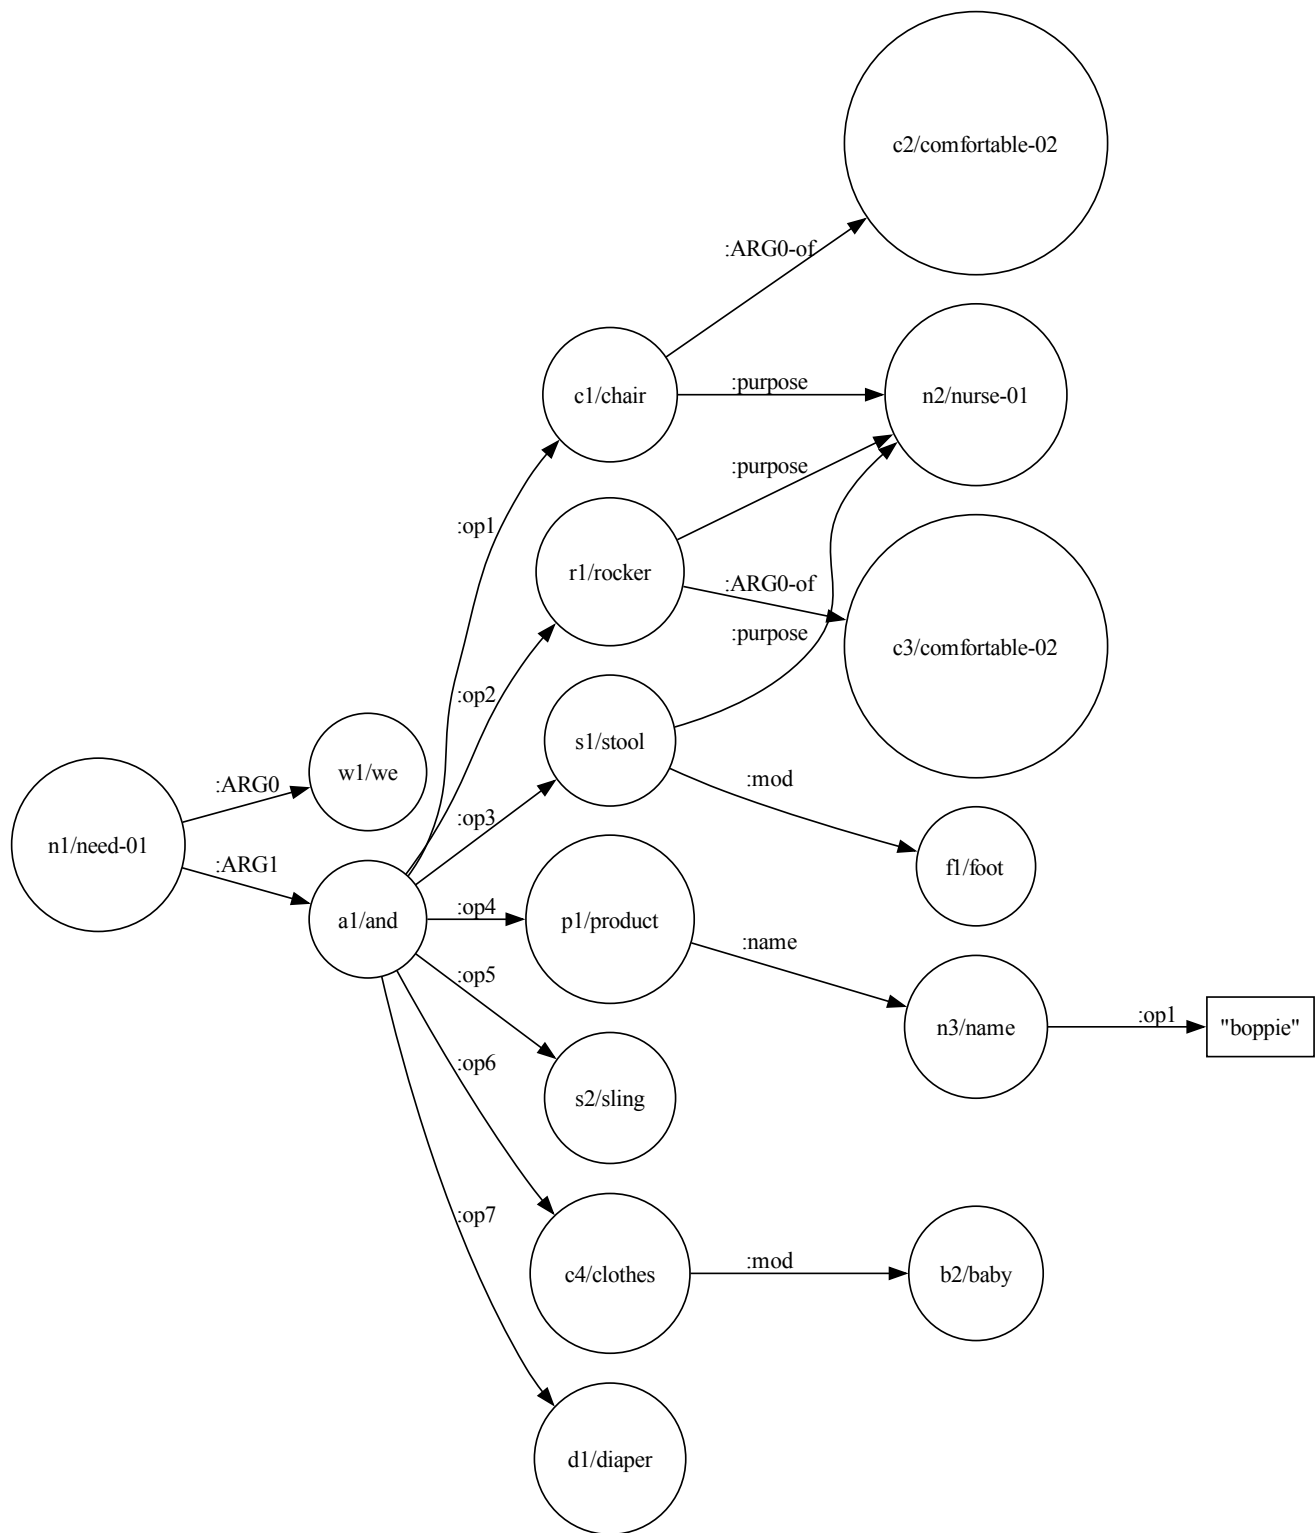 c2/comfortable-02
:ARG0-of
c1/chair
:purpose
n2/nurse-01
:purpose
:op1
r1/rocker
:ARG0-of
:purpose
c3/comfortable-02
:op2
s1/stool
w1/we
:mod
:ARG0
:op3
n1/need-01
:ARG1
f1/foot
a1/and
:op4
p1/product
:name
:op5
n3/name
:op1
"boppie"
:op6
s2/sling
:op7
c4/clothes
:mod
b2/baby
d1/diaper